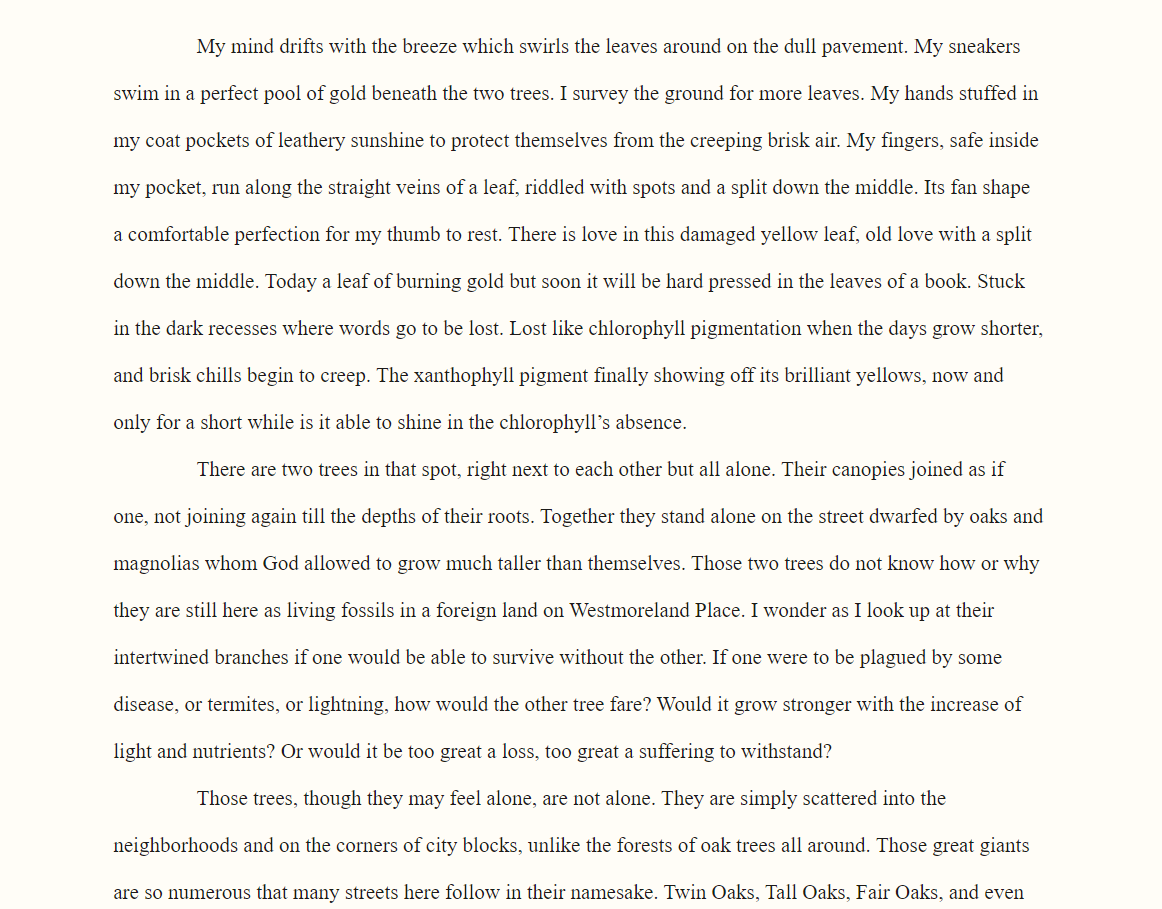 My mind drifts with the breeze which swirls the leaves around on the dull pavement. My sneakers
swim in a perfect pool of gold beneath the two trees. I survey the ground for more leaves. My hands stuffed in
my coat pockets of leathery sunshine to protect themselves from the creeping brisk air. My fingers, safe inside
my pocket, run along the straight veins of a leaf, riddled with spots and a split down the middle. Its fan shape
a comfortable perfection for my thumb to rest. There is love in this damaged yellow leaf, old love with a split
down the middle. Today a leaf of burning gold but soon it will be hard pressed in the leaves of a book. Stuck
in the dark recesses where words go to be lost. Lost like chlorophyll pigmentation when the days grow shorter,
and brisk chills begin to creep. The xanthophyll pigment finally showing off its brilliant yellows, now and
only for a short while is it able to shine in the chlorophyll’s absence.
There are two trees in that spot, right next to each other but all alone. Their canopies joined as if
one, not joining again till the depths of their roots. Together they stand alone on the street dwarfed by oaks and
magnolias whom God allowed to grow much taller than themselves. Those two trees do not know how or why
they are still here as living fossils in a foreign land on Westmoreland Place. I wonder as I look up at their
intertwined branches if one would be able to survive without the other. If one were to be plagued by some
disease, or termites, or lightning, how would the other tree fare? Would it grow stronger with the increase of
light and nutrients? Or would it be too great a loss, too great a suffering to withstand?
Those trees, though they may feel alone, are not alone. They are simply scattered into the
neighborhoods and on the corners of city blocks, unlike the forests of oak trees all around. Those great giants
are so numerous that many streets here follow in their namesake. Twin Oaks, Tall Oaks, Fair Oaks, and even